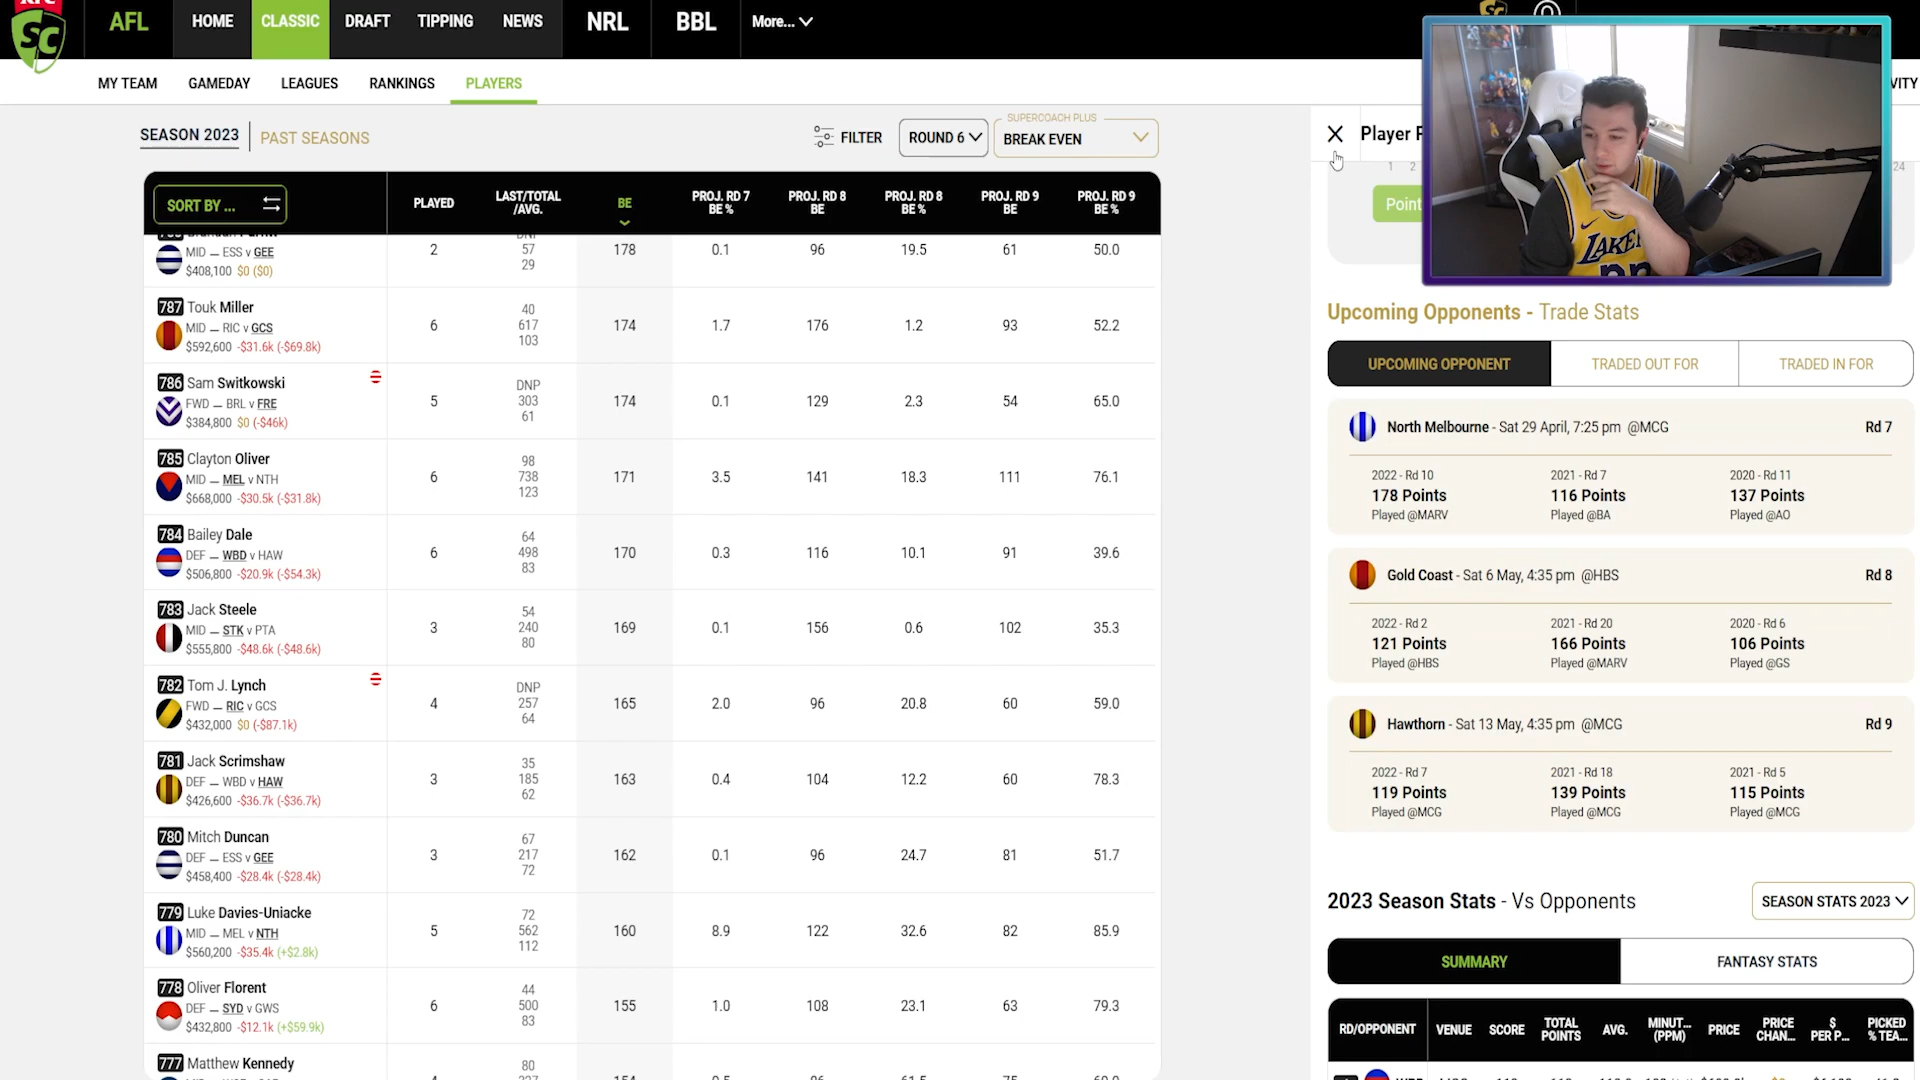 KFC
SC
AFL HOME CLASSIC DRAFT TIPPING NEWS NRL BBL More...
MY TEAM GAMEDAY LEAGUES RANKINGS PLAYERS
SEASON 2023 PAST SEASONS FILTER ROUND 6 SUPERCOACH PLUS BREAK EVEN
SORT BY ... PLAYED LAST/TOTAL /AVG. BE PROJ. RD 7 BE % PROJ. RD 8 BE PROJ. RD 8 BE % PROJ. RD 9 BE PROJ. RD 9 BE %
MID – ESS v GEE
$408,100 $0 ($0)
2 57 29 178 0.1 96 19.5 61 50.0
787 Touk Miller
MID – RIC v GCS
$592,600 -$31.6k (-$69.8k)
6 40 617 103 174 1.7 176 1.2 93 52.2
786 Sam Switkowski
FWD – BRL v FRE
$384,800 $0 (-$46k)
5 DNP 303 61 174 0.1 129 2.3 54 65.0
785 Clayton Oliver
MID – MEL v NTH
$668,000 -$30.5k (-$31.8k)
6 98 738 123 171 3.5 141 18.3 111 76.1
784 Bailey Dale
DEF – WBD v HAW
$506,800 -$20.9k (-$54.3k)
6 64 498 83 170 0.3 116 10.1 91 39.6
783 Jack Steele
MID – STK v PTA
$555,800 -$48.6k (-$48.6k)
3 54 240 80 169 0.1 156 0.6 102 35.3
782 Tom J. Lynch
FWD – RIC v GCS
$432,000 $0 (-$87.1k)
4 DNP 257 64 165 2.0 96 20.8 60 59.0
781 Jack Scrimshaw
DEF – WBD v HAW
$426,600 -$36.7k (-$36.7k)
3 35 185 62 163 0.4 104 12.2 60 78.3
780 Mitch Duncan
DEF – ESS v GEE
$458,400 -$28.4k (-$28.4k)
3 67 217 72 162 0.1 96 24.7 81 51.7
779 Luke Davies-Uniacke
MID – MEL v NTH
$560,200 -$35.4k (+$2.8k)
5 72 562 112 160 8.9 122 32.6 82 85.9
778 Oliver Florent
DEF – SYD v GWS
$432,800 -$12.1k (+$59.9k)
6 44 500 83 155 1.0 108 23.1 63 79.3
777 Matthew Kennedy
80
Player
1 2 24
Point
LAKE
Upcoming Opponents - Trade Stats
UPCOMING OPPONENT TRADED OUT FOR TRADED IN FOR
North Melbourne - Sat 29 April, 7:25 pm @MCG Rd 7
2022 - Rd 10 2021 - Rd 7 2020 - Rd 11
178 Points 116 Points 137 Points
Played @MARV Played @BA Played @AO
Gold Coast - Sat 6 May, 4:35 pm @HBS Rd 8
2022 - Rd 2 2021 - Rd 20 2020 - Rd 6
121 Points 166 Points 106 Points
Played @HBS Played @MARV Played @GS
Hawthorn - Sat 13 May, 4:35 pm @MCG Rd 9
2022 - Rd 7 2021 - Rd 18 2021 - Rd 5
119 Points 139 Points 115 Points
Played @MCG Played @MCG Played @MCG
2023 Season Stats - Vs Opponents SEASON STATS 2023
SUMMARY FANTASY STATS
RD/OPPONENT VENUE SCORE TOTAL POINTS AVG. MINUT... (PPM) PRICE PRICE CHAN... $ PER P... PICKED % TEA...